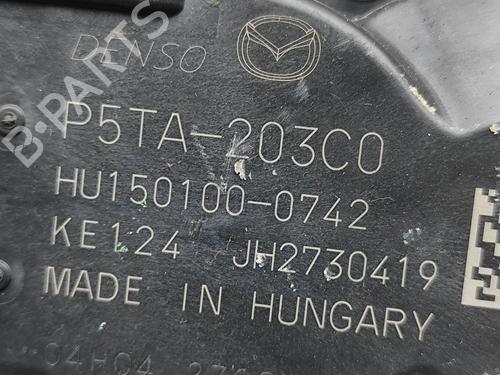 DENSO
P5TA-203C0
HU150100-0742
KE124 JH2730419
MADE IN HUNGARY
B-PARTS